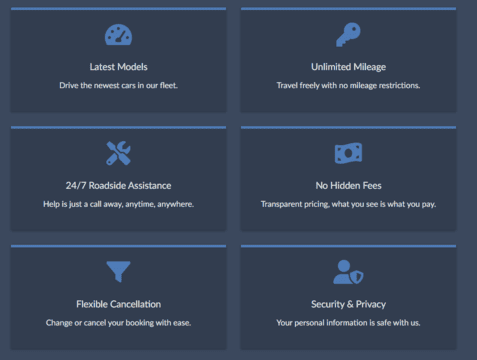 Latest Models
Drive the newest cars in our fleet.
Unlimited Mileage
Travel freely with no mileage restrictions.
24/7 Roadside Assistance
Help is just a call away, anytime, anywhere.
No Hidden Fees
Transparent pricing, what you see is what you pay.
Flexible Cancellation
Change or cancel your booking with ease.
Security & Privacy
Your personal information is safe with us.